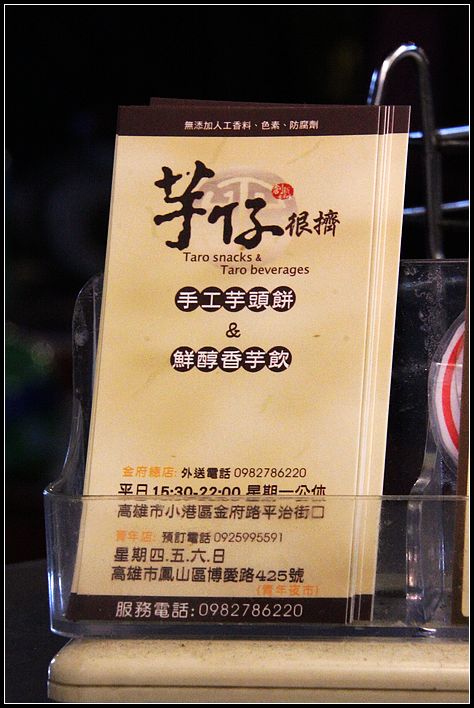 無添加人工香料、色素、防腐劑
芋仔很擠
Taro snacks &
Taro beverages
手工芋頭餅
&
鮮醇香芋飲
金府總店: 外送電話 0982786220
平日15:30-22:00 星期一公休
高雄市小港區金府路平治街口
青年店: 預訂電話 0925995591
星期四.五.六.日
高雄市鳳山區博愛路425號
(青年夜市)
服務電話:0982786220